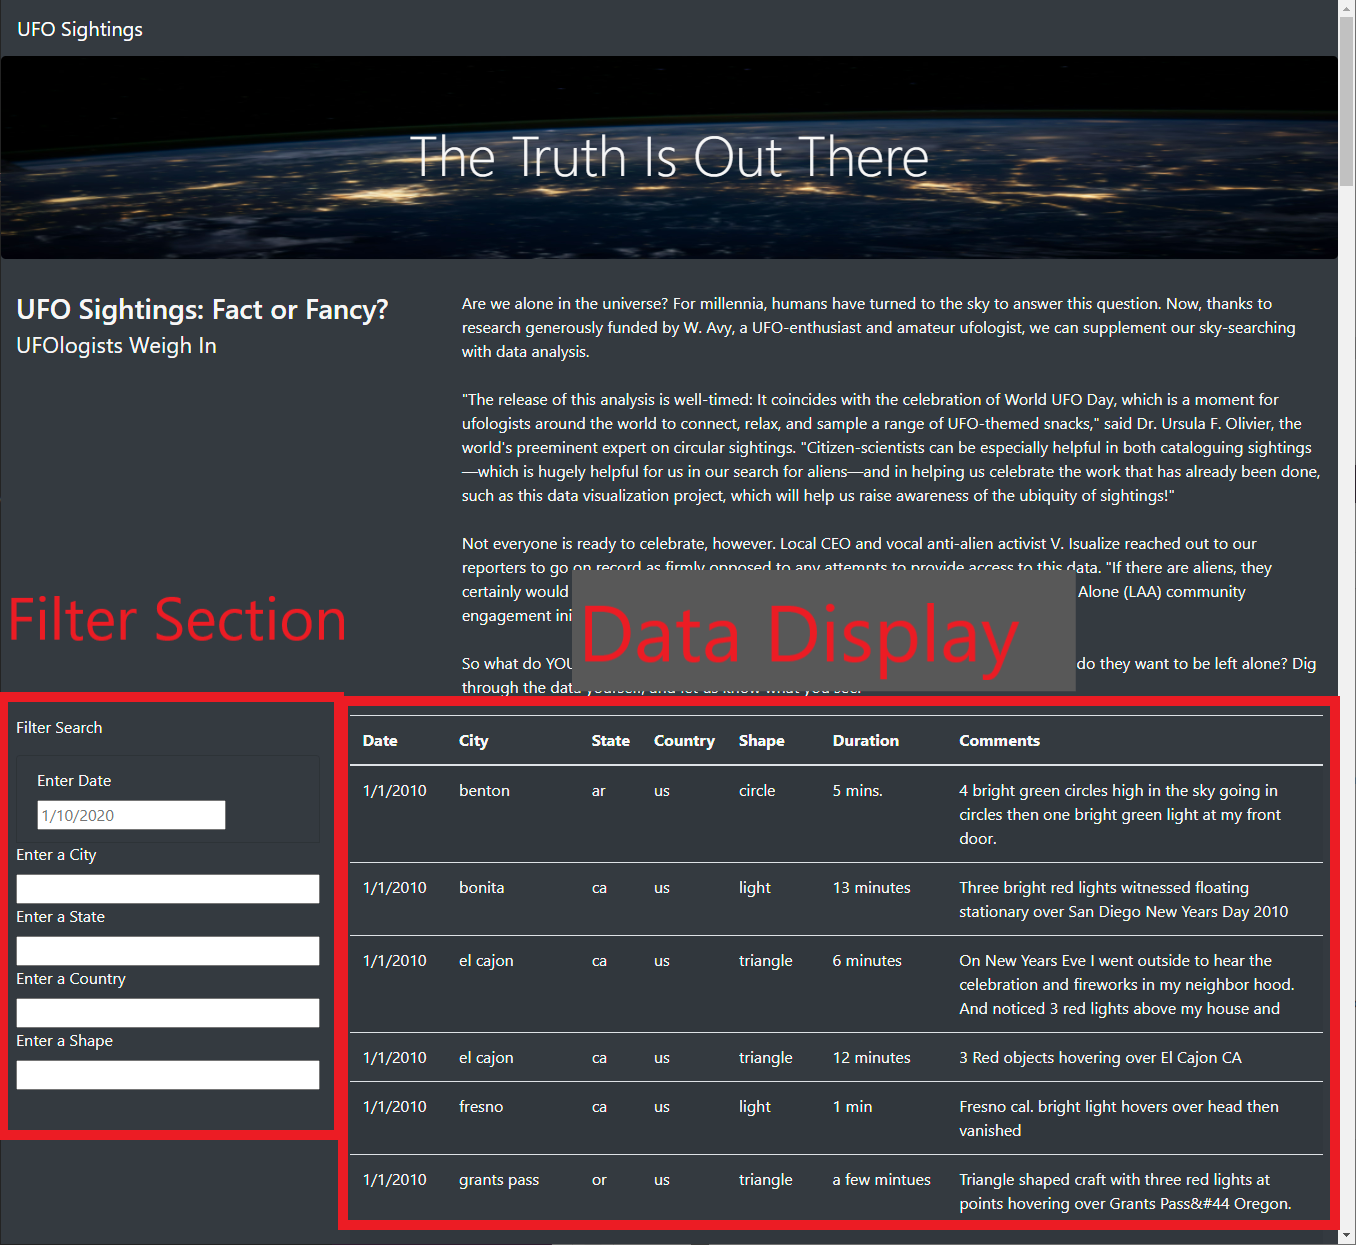 UFO Sightings
The Truth Is Out There
UFO Sightings: Fact or Fancy?
UFOlogists Weigh In
Are we alone in the universe? For millennia, humans have turned to the sky to answer this question. Now, thanks to
research generously funded by W. Avy, a UFO-enthusiast and amateur ufologist, we can supplement our sky-searching
with data analysis.
"The release of this analysis is well-timed: It coincides with the celebration of World UFO Day, which is a moment for
ufologists around the world to connect, relax, and sample a range of UFO-themed snacks," said Dr. Ursula F. Olivier, the
world's preeminent expert on circular sightings. "Citizen-scientists can be especially helpful in both cataloguing sightings
—which is hugely helpful for us in our search for aliens—and in helping us celebrate the work that has already been done,
such as this data visualization project, which will help us raise awareness of the ubiquity of sightings!"
Not everyone is ready to celebrate, however. Local CEO and vocal anti-alien activist V. Isualize reached out to our
reporters to go on record as firmly opposed to any attempts to provide access to this data. "If there are aliens, they
certainly would Alone (LAA) community
engagement
So what do do they want to be left alone? Dig
through the data yourself, and let us know what you see.
Filter Section
Data Display
Filter Search
Enter Date
1/10/2020
Enter a City
Enter a State
Enter a Country
Enter a Shape
Date City State Country Shape Duration Comments
1/1/2010 benton ar us circle 5 mins. 4 bright green circles high in the sky going in
circles then one bright green light at my front
door.
1/1/2010 bonita ca us light 13 minutes Three bright red lights witnessed floating
stationary over San Diego New Years Day 2010
1/1/2010 el cajon ca us triangle 6 minutes On New Years Eve I went outside to hear the
celebration and fireworks in my neighbor hood.
And noticed 3 red lights above my house and
1/1/2010 el cajon ca us triangle 12 minutes 3 Red objects hovering over El Cajon CA
1/1/2010 fresno ca us light 1 min Fresno cal. bright light hovers over head then
vanished
1/1/2010 grants pass or us triangle a few mintues Triangle shaped craft with three red lights at
points hovering over Grants Pass&#44 Oregon.